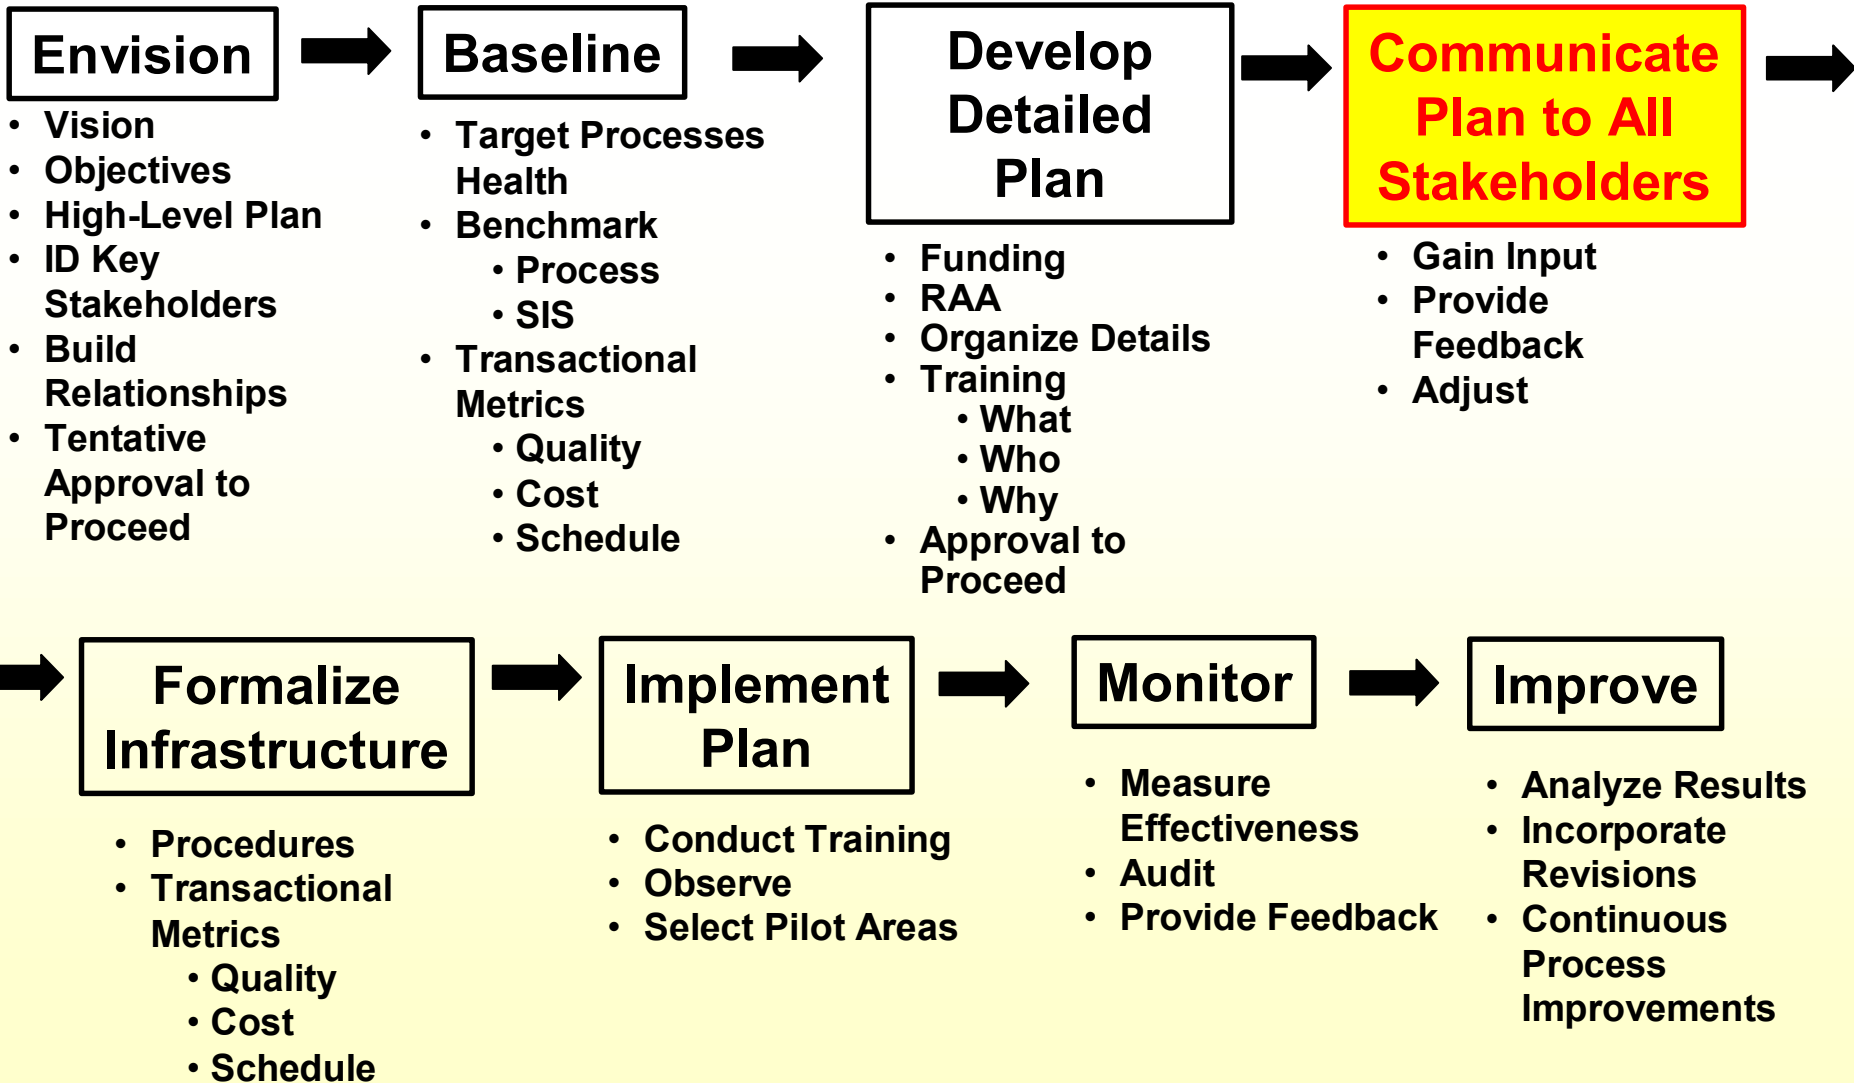 Envision
• Vision
• Objectives
• High-Level Plan
• ID Key
Stakeholders
• Build
Relationships
• Tentative
Approval to
Proceed
Baseline
• Target Processes
Health
• Benchmark
• Process
• SIS
• Transactional
Metrics
• Quality
• Cost
• Schedule
Develop
Detailed
Plan
• Funding
• RAA
• Organize Details
• Training
• What
• Who
• Why
• Approval to
Proceed
Communicate
Plan to All
Stakeholders
• Gain Input
• Provide
Feedback
• Adjust
Formalize
Infrastructure
• Procedures
• Transactional
Metrics
• Quality
• Cost
• Schedule
Implement
Plan
• Conduct Training
• Observe
• Select Pilot Areas
Monitor
• Measure
Effectiveness
• Audit
• Provide Feedback
Improve
• Analyze Results
• Incorporate
Revisions
• Continuous
Process
Improvements